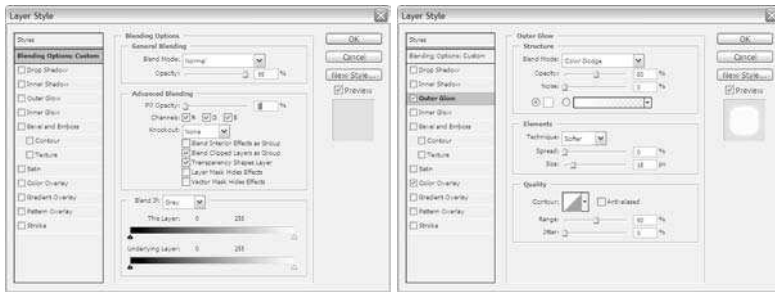 Layer Style
Styles
Blending Options: Custom
Drop Shadow
Inner Shadow
Outer Glow
Inner Glow
Bevel and Emboss
Contour
Texture
Satin
Color Overlay
Gradient Overlay
Pattern Overlay
Stroke
Blending Options
General Blending
Blend Mode: Normal
Opacity: %
Advanced Blending
Fill Opacity: %
Channels: R G B
Knockout: None
Blend Interior Effects as Group
Blend Clipped Layers as Group
Transparency Shapes Layer
Layer Mask Hides Effects
Vector Mask Hides Effects
Blend If: Gray
This Layer: 0 255
Underlying Layer: 0 255
OK
Cancel
New Style...
Preview
Layer Style
Styles
Blending Options: Custom
Drop Shadow
Inner Shadow
Outer Glow
Inner Glow
Bevel and Emboss
Contour
Texture
Satin
Color Overlay
Gradient Overlay
Pattern Overlay
Stroke
Outer Glow
Structure
Blend Mode: Color Dodge
Opacity: %
Noise: 0 %
Elements
Technique: Softer
Spread: 0 %
Size: px
Quality
Contour: Anti-aliased
Range: %
Jitter: 0 %
OK
Cancel
New Style...
Preview